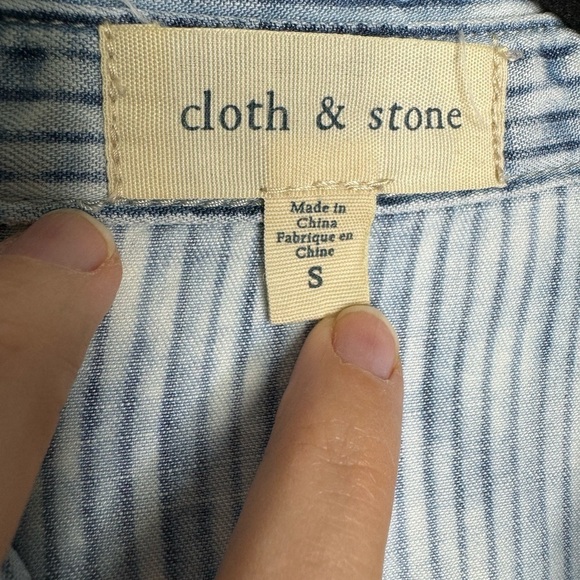 cloth & stone
Made in
China
Fabrique en
Chine
S